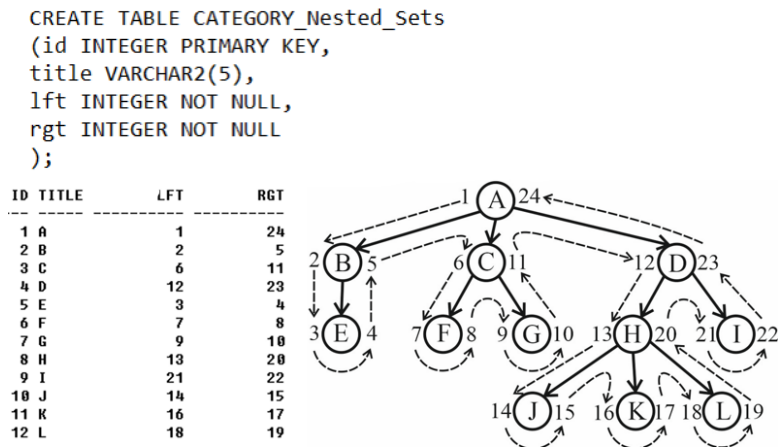 CREATE TABLE CATEGORY_Nested_Sets
(id INTEGER PRIMARY KEY,
title VARCHAR2(5),
lft INTEGER NOT NULL,
rgt INTEGER NOT NULL
);
ID TITLE LFT RGT
-- ----- ---------- ----------
1 A 1 24
2 B 2 5
3 C 6 11
4 D 12 23
5 E 3 4
6 F 7 8
7 G 9 10
8 H 13 20
9 I 21 22
10 J 14 15
11 K 16 17
12 L 18 19
1 A 24
2 B 5 6 C 11 12 D 23
3 E 4 7 F 8 9 G 10 13 H 20 21 I 22
14 J 15 16 K 17 18 L 19